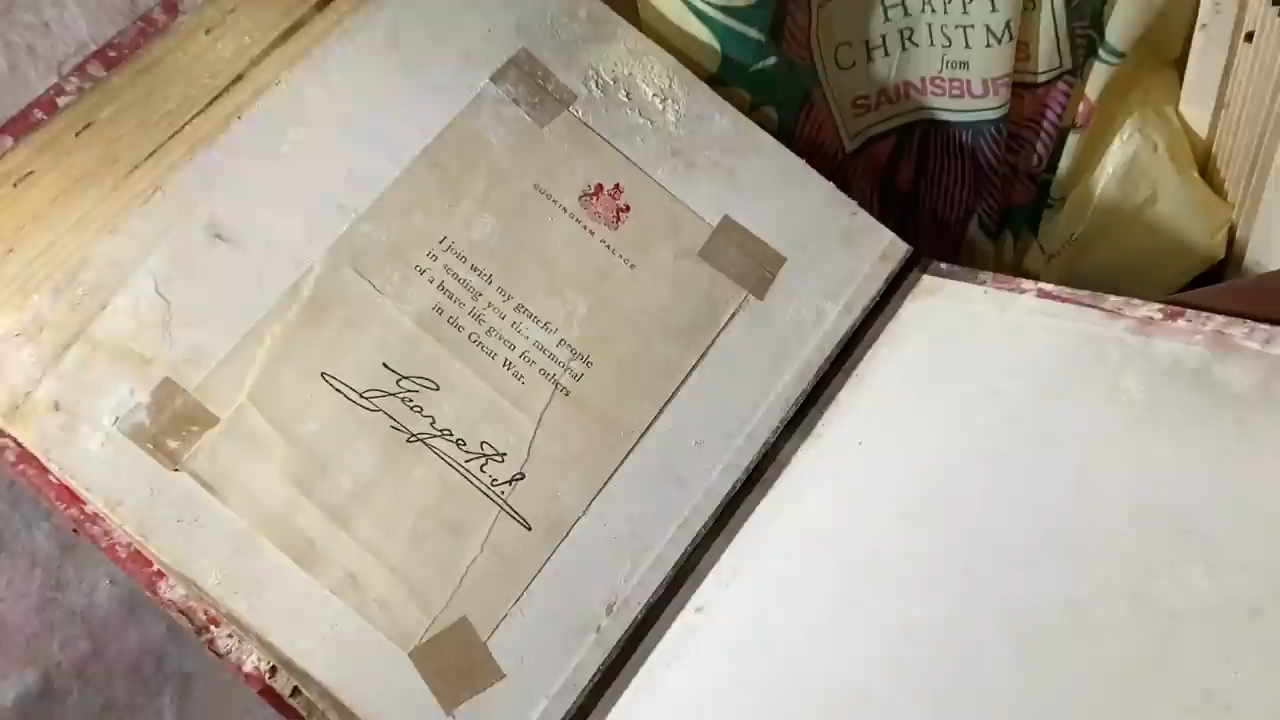 HAPPY
CHRISTM
from
SAINSBUR
BUCKINGHAM PALACE
I join with my grateful people
in sending you this memorial
of a brave life given for others
in the Great War.
George R.I.